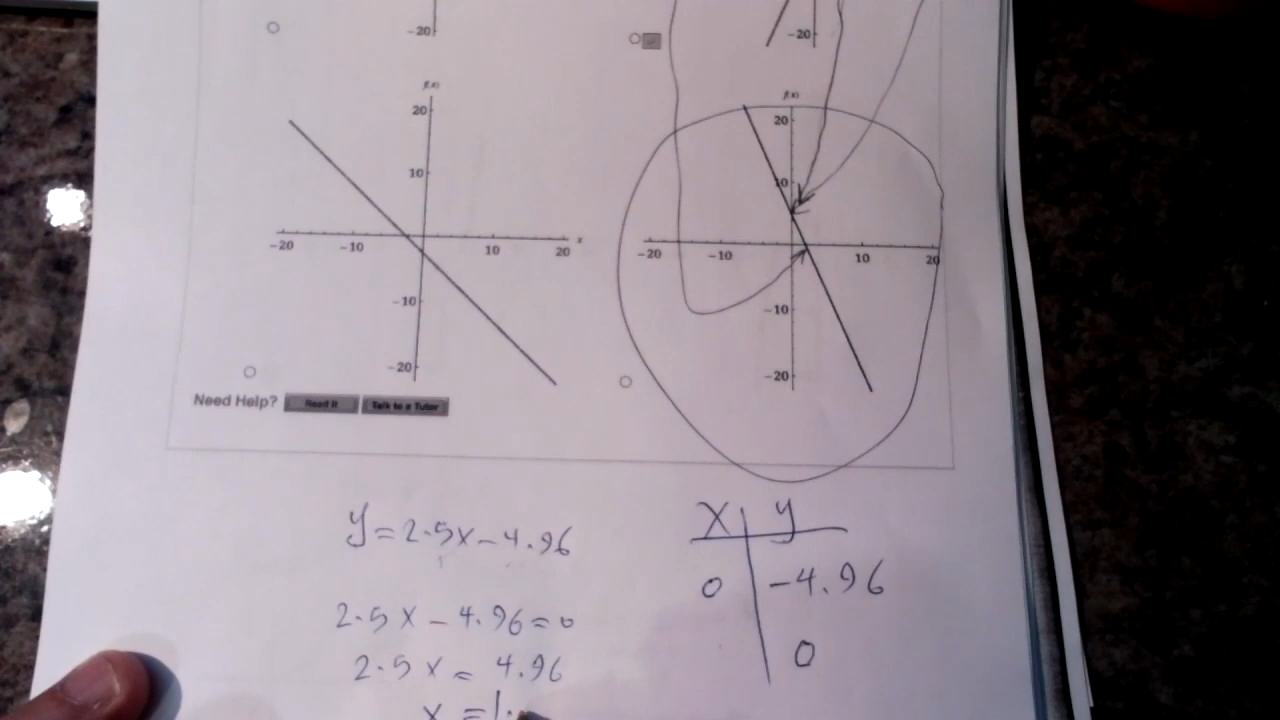 -20
-20
f(x)
20
10
-20
-10
10
20
x
-10
-20
f(x)
20
10
-20
-10
10
20
-10
-20
Need Help? Read It Talk to a Tutor
y = 2.5x - 4.96
2.5x - 4.96 = 0
2.5x = 4.96
x = 1.
x y
0 -4.96
0